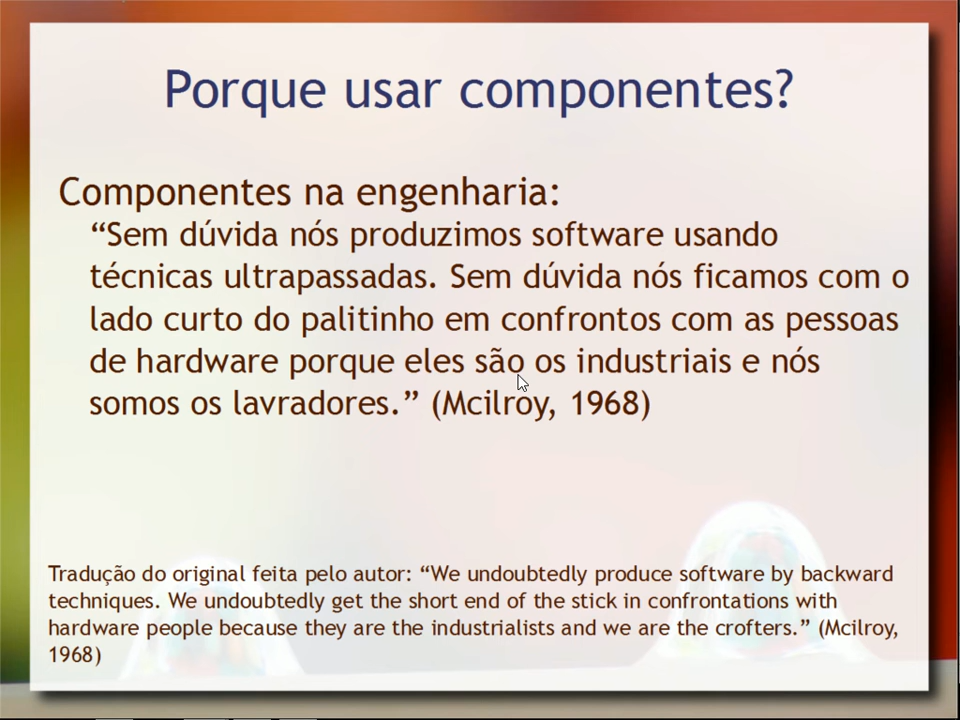 Porque usar componentes?
Componentes na engenharia:
“Sem dúvida nós produzimos software usando
técnicas ultrapassadas. Sem dúvida nós ficamos com o
lado curto do palitinho em confrontos com as pessoas
de hardware porque eles são os industriais e nós
somos os lavradores.” (Mcilroy, 1968)
Tradução do original feita pelo autor: “We undoubtedly produce software by backward
techniques. We undoubtedly get the short end of the stick in confrontations with
hardware people because they are the industrialists and we are the crofters.” (Mcilroy,
1968)